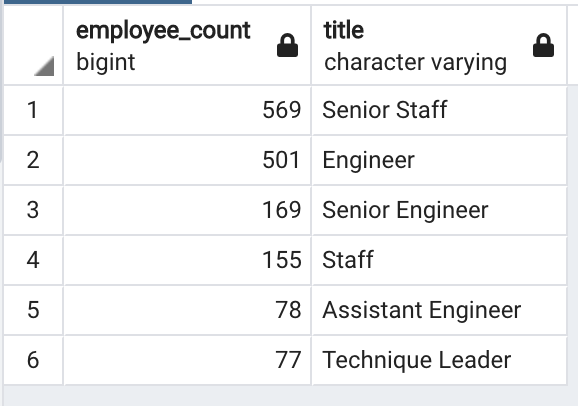 employee_count title
bigint character varying
1 569 Senior Staff
2 501 Engineer
3 169 Senior Engineer
4 155 Staff
5 78 Assistant Engineer
6 77 Technique Leader